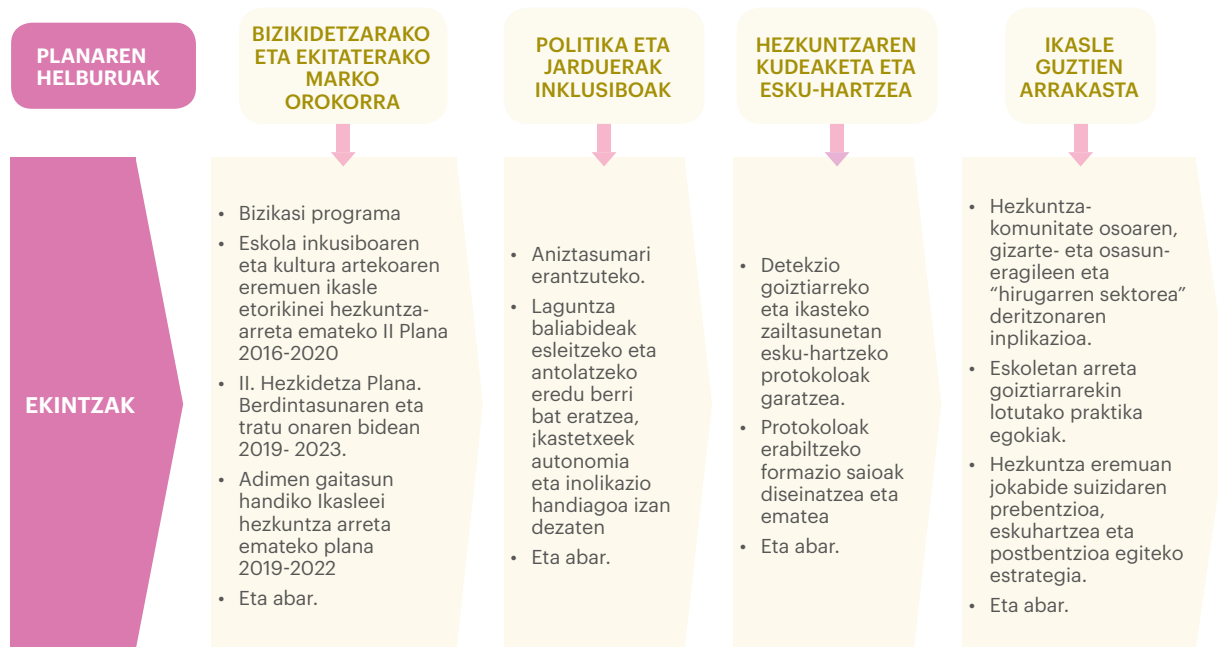 PLANAREN
HELBURUAK
BIZIKIDETZARAKO
ETA EKITATERAKO
MARKO
OROKORRA
POLITIKA ETA
JARDUERAK
INKLUSIBOAK
HEZKUNTZAREN
KUDEAKETA ETA
ESKU-HARTZEA
IKASLE
GUZTIEN
ARRAKASTA
EKINTZAK
• Bizikasi programa
• Eskola inkusiboaren
eta kultura artekoaren
eremuen ikasle
etorikinei hezkuntza-
arreta emateko II Plana
2016-2020
• II. Hezkidetza Plana.
Berdintasunaren eta
tratu onaren bidean
2019- 2023.
• Adimen gaitasun
handiko Ikasleei
hezkuntza arreta
emateko plana
2019-2022
• Eta abar.
• Aniztasumari
erantzuteko.
• Laguntza
baliabideak
esleitzeko eta
antolatzeko
eredu berri
bat eratzea,
¡kastetxeek
autonomia
eta inolikazio
handiagoa izan
dezaten
• Eta abar.
• Detekzio
goiztiarreko
eta ikasteko
zailtasunetan
esku-hartzeko
protokoloak
garatzea.
• Protokoloak
erabiltzeko
formazio saioak
diseinatzea eta
ematea
• Eta abar.
• Hezkuntza-
komunitate osoaren,
gizarte- eta osasun-
eragileen eta
“hirugarren sektorea”
deritzonaren
inplikazioa.
• Eskoletan arreta
goiztiarrarekin
lotutako praktika
egokiak.
• Hezkuntza eremuan
jokabide suizidaren
prebentzioa,
eskuhartzea eta
postbentzioa egiteko
estrategia.
• Eta abar.